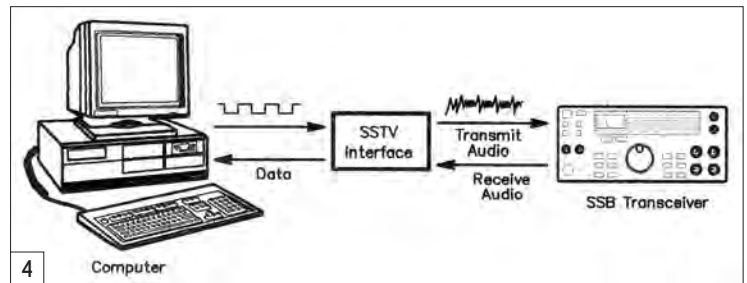 SSTV
Interface
Transmit
Audio
Data
Receive
Audio
SSB Transceiver
Computer
4